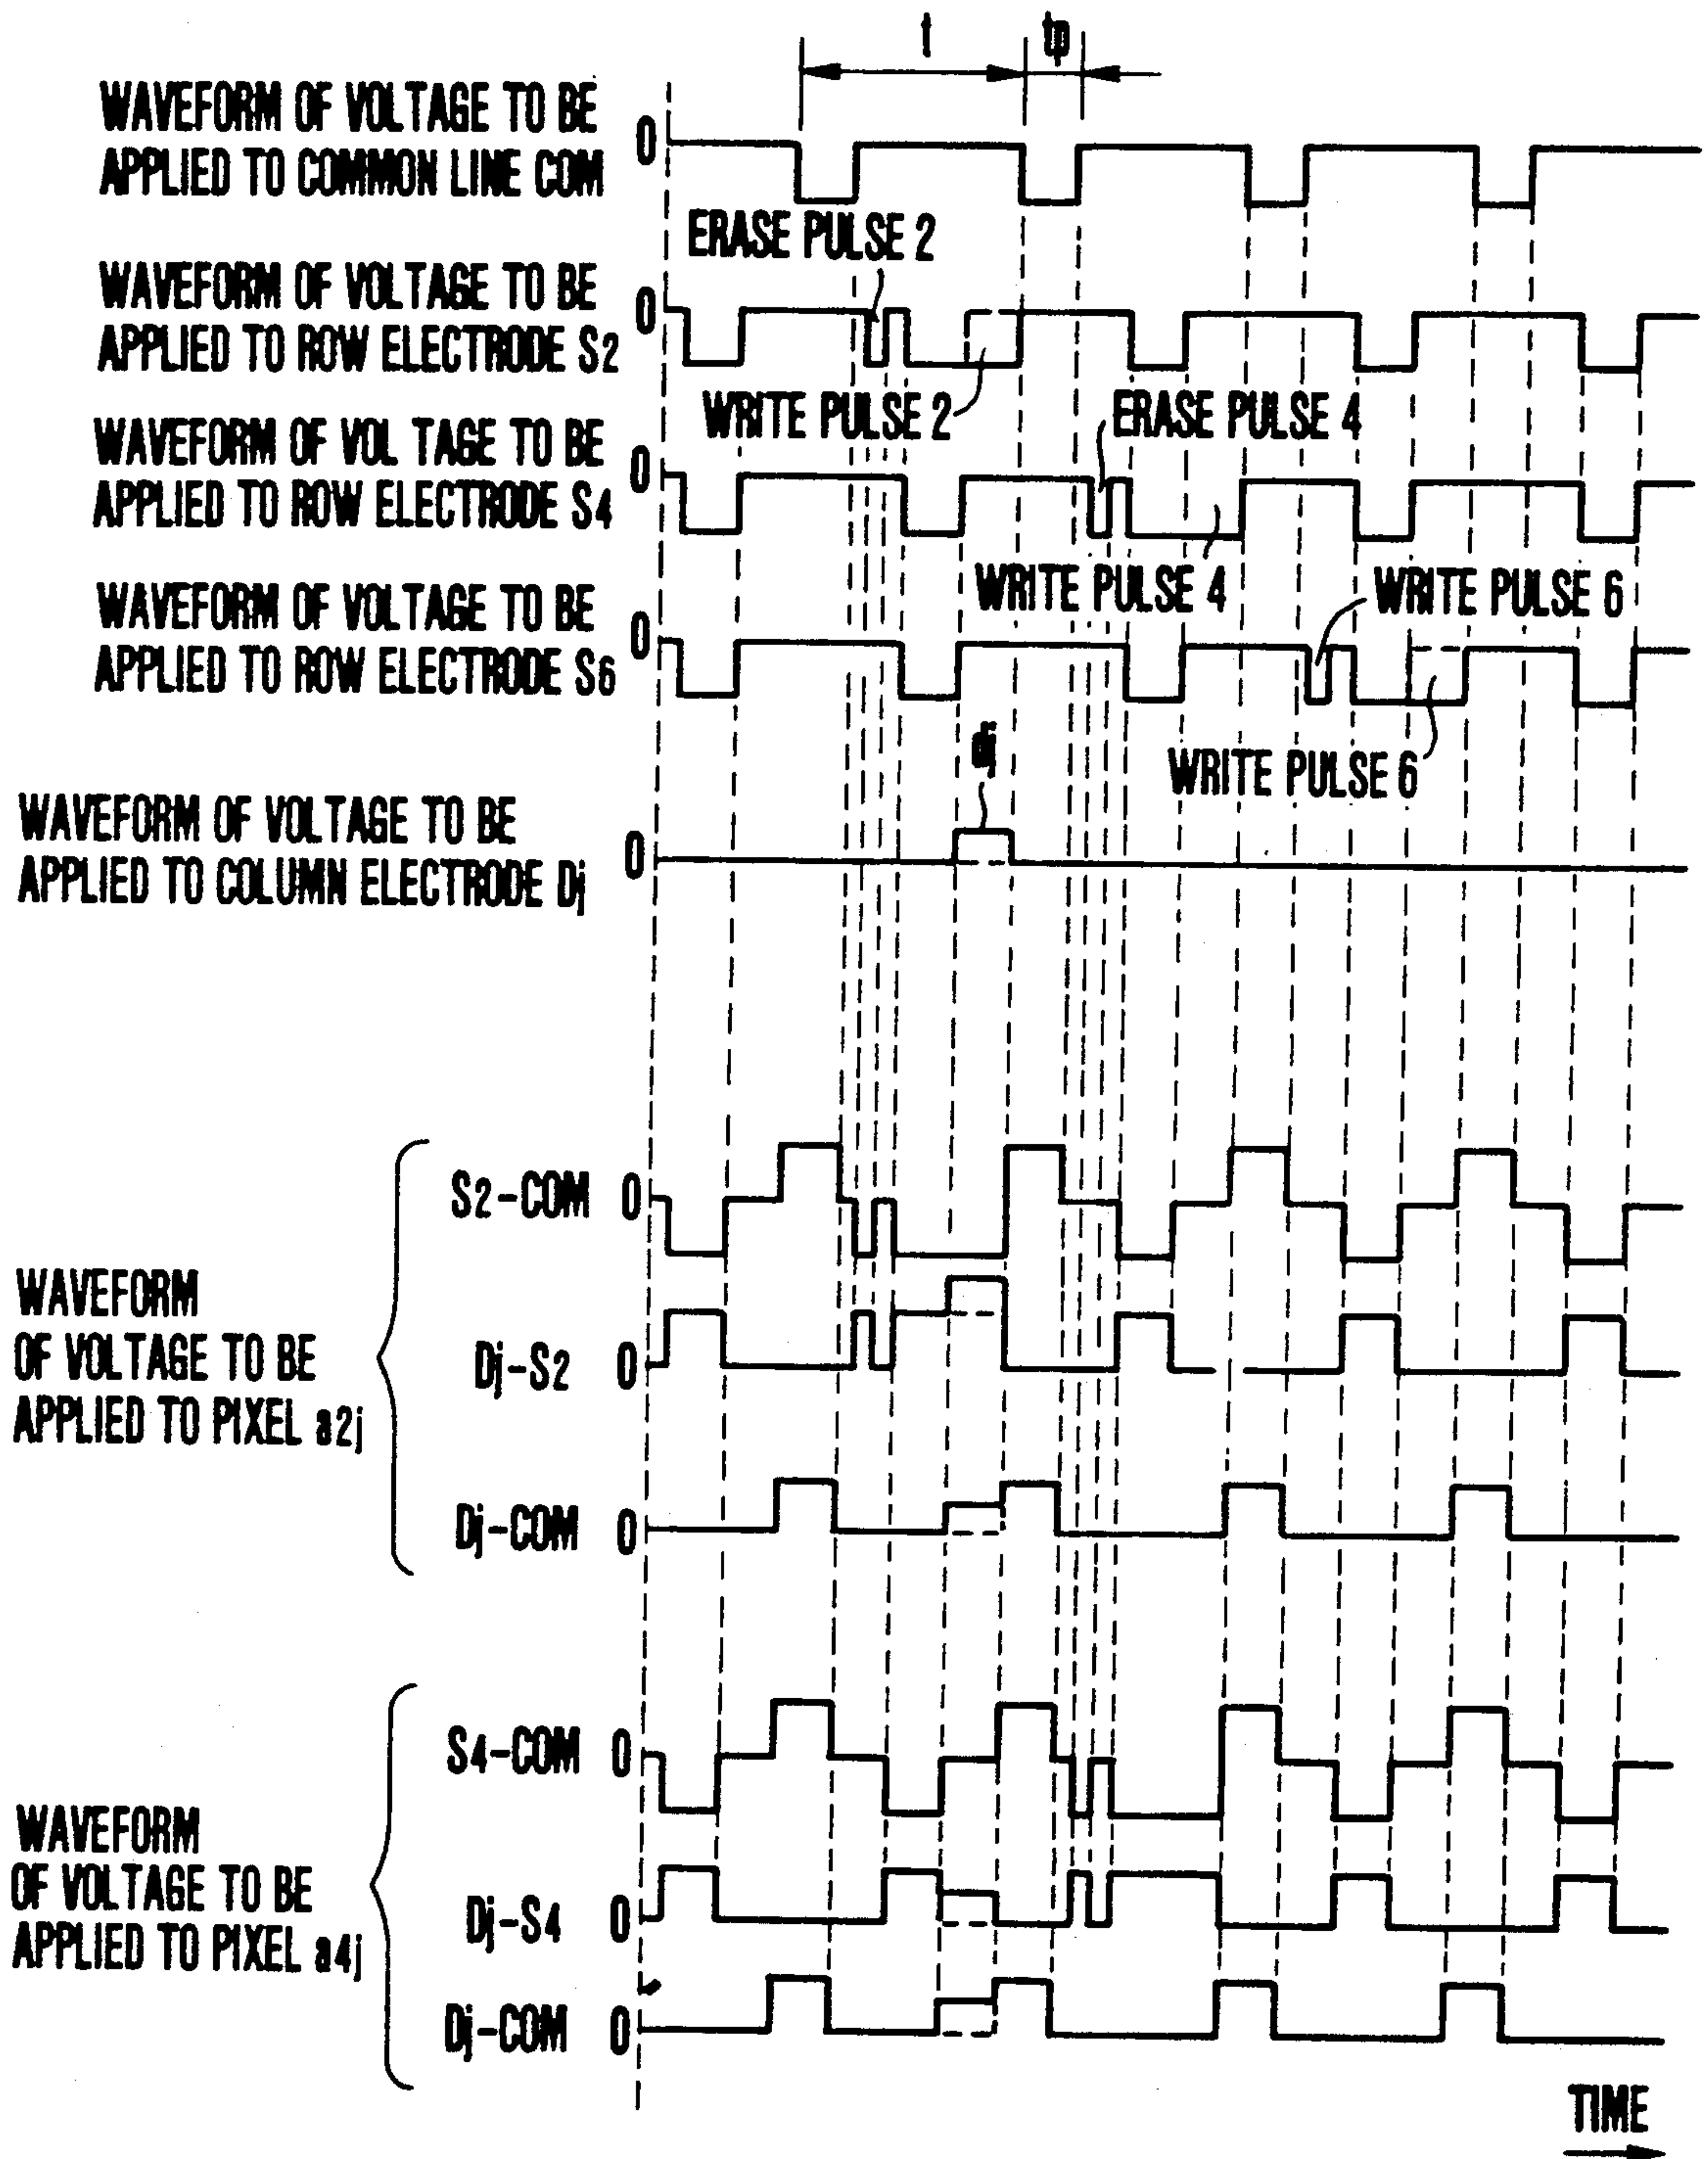 t tp
WAVEFORM OF VOLTAGE TO BE
APPLIED TO COMMON LINE COM
0
ERASE PULSE 2
WAVEFORM OF VOLTAGE TO BE
APPLIED TO ROW ELECTRODE S2
0
WRITE PULSE 2
ERASE PULSE 4
WAVEFORM OF VOL TAGE TO BE
APPLIED TO ROW ELECTRODE S4
0
WRITE PULSE 4
WRITE PULSE 6
WAVEFORM OF VOLTAGE TO BE
APPLIED TO ROW ELECTRODE S6
0
WRITE PULSE 6
dj
WAVEFORM OF VOLTAGE TO BE
APPLIED TO COLUMN ELECTRODE Dj
0
WAVEFORM
OF VOLTAGE TO BE
APPLIED TO PIXEL a2j
S2-COM 0
Dj-S2 0
Dj-COM 0
WAVEFORM
OF VOLTAGE TO BE
APPLIED TO PIXEL a4j
S4-COM 0
Dj-S4 0
Dj-COM 0
TIME